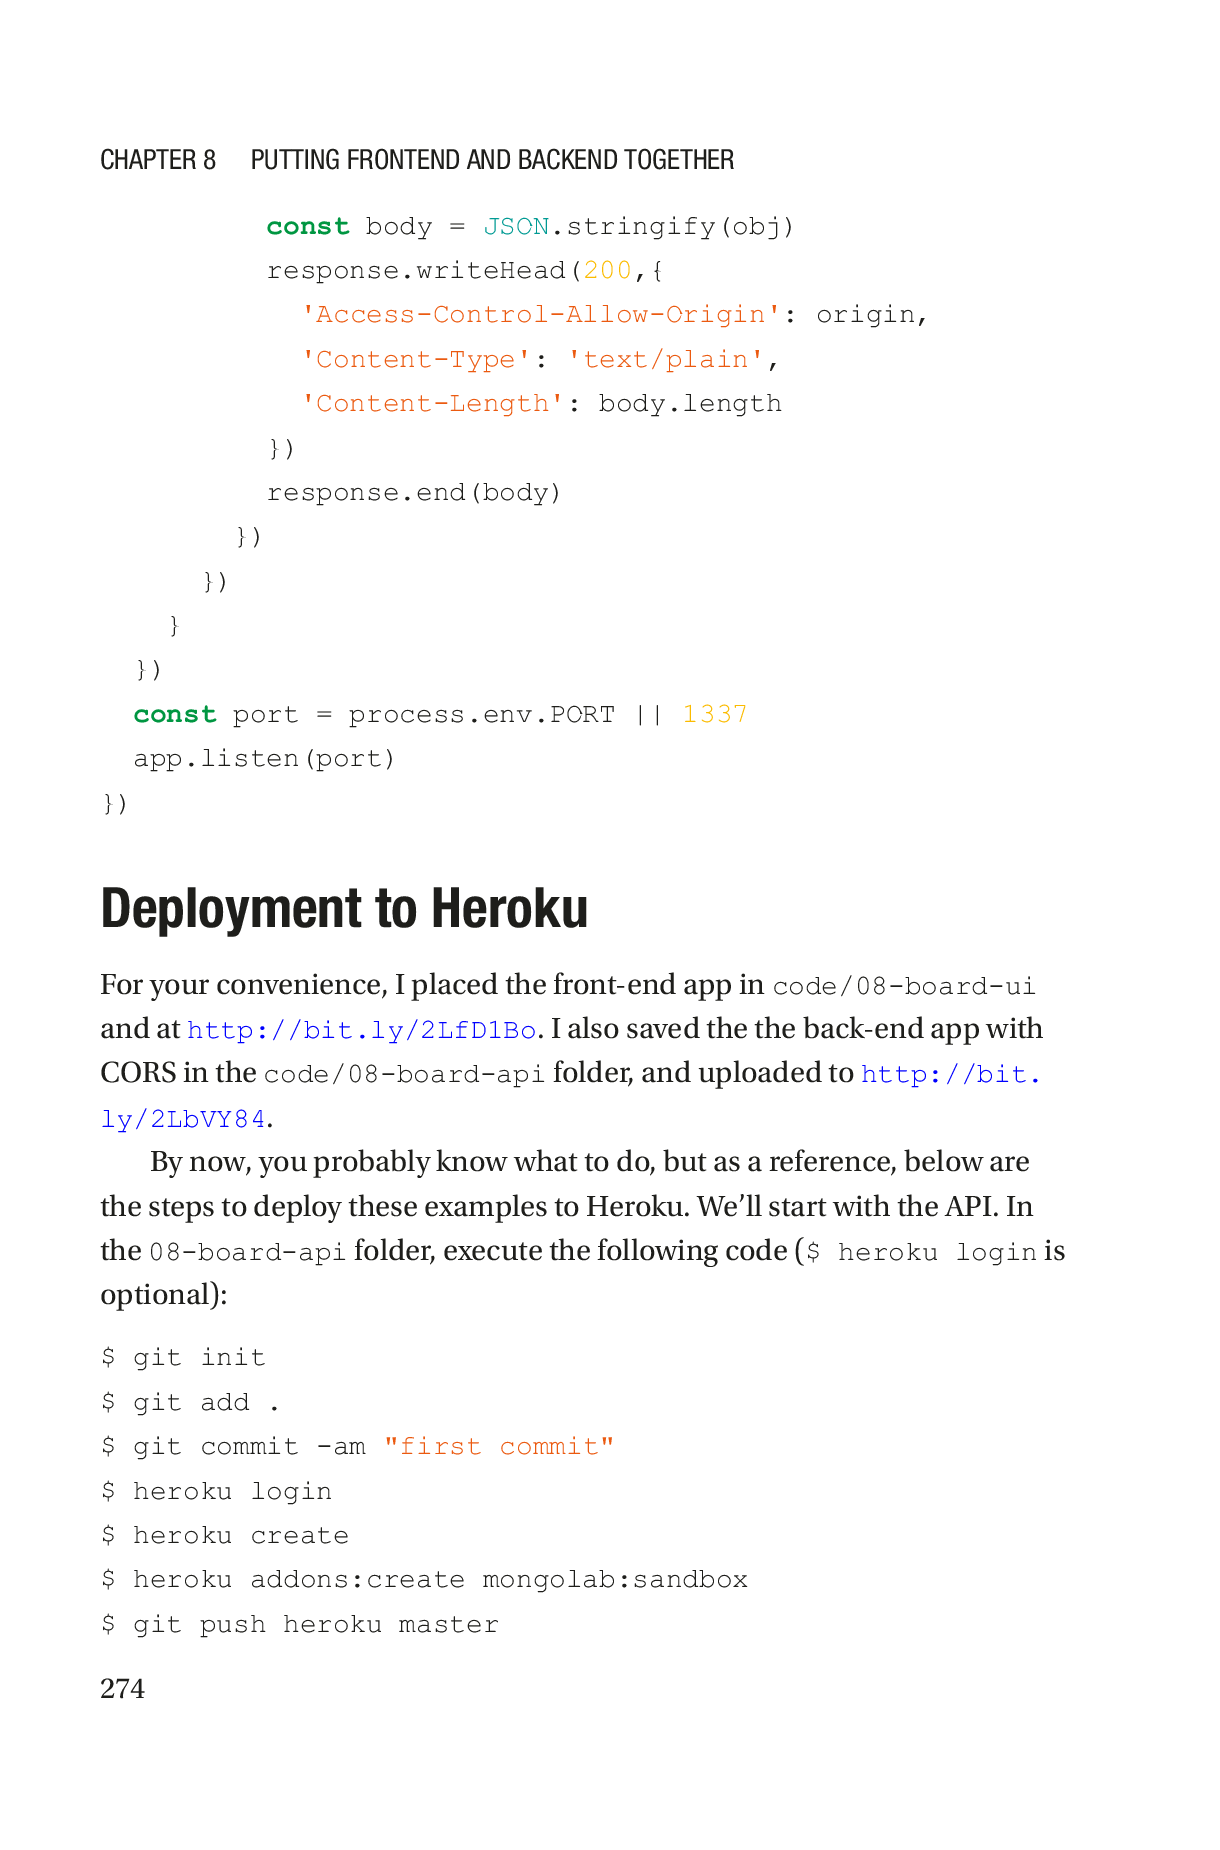 CHAPTER 8 PUTTING FRONTEND AND BACKEND TOGETHER
const body = JSON.stringify(obj)
response.writeHead(200,{
'Access-Control-Allow-Origin': origin,
'Content-Type': 'text/plain',
'Content-Length': body.length
})
response.end(body)
})
})
}
})
const port = process.env.PORT || 1337
app.listen(port)
})
Deployment to Heroku
For your convenience, I placed the front-end app in code/08-board-ui
and at http://bit.ly/2LfD1Bo. I also saved the the back-end app with
CORS in the code/08-board-api folder, and uploaded to http://bit.
ly/2LbVY84.
By now, you probably know what to do, but as a reference, below are
the steps to deploy these examples to Heroku. We’ll start with the API. In
the 08-board-api folder, execute the following code ($ heroku login is
optional):
$ git init
$ git add .
$ git commit -am "first commit"
$ heroku login
$ heroku create
$ heroku addons:create mongolab:sandbox
$ git push heroku master
274